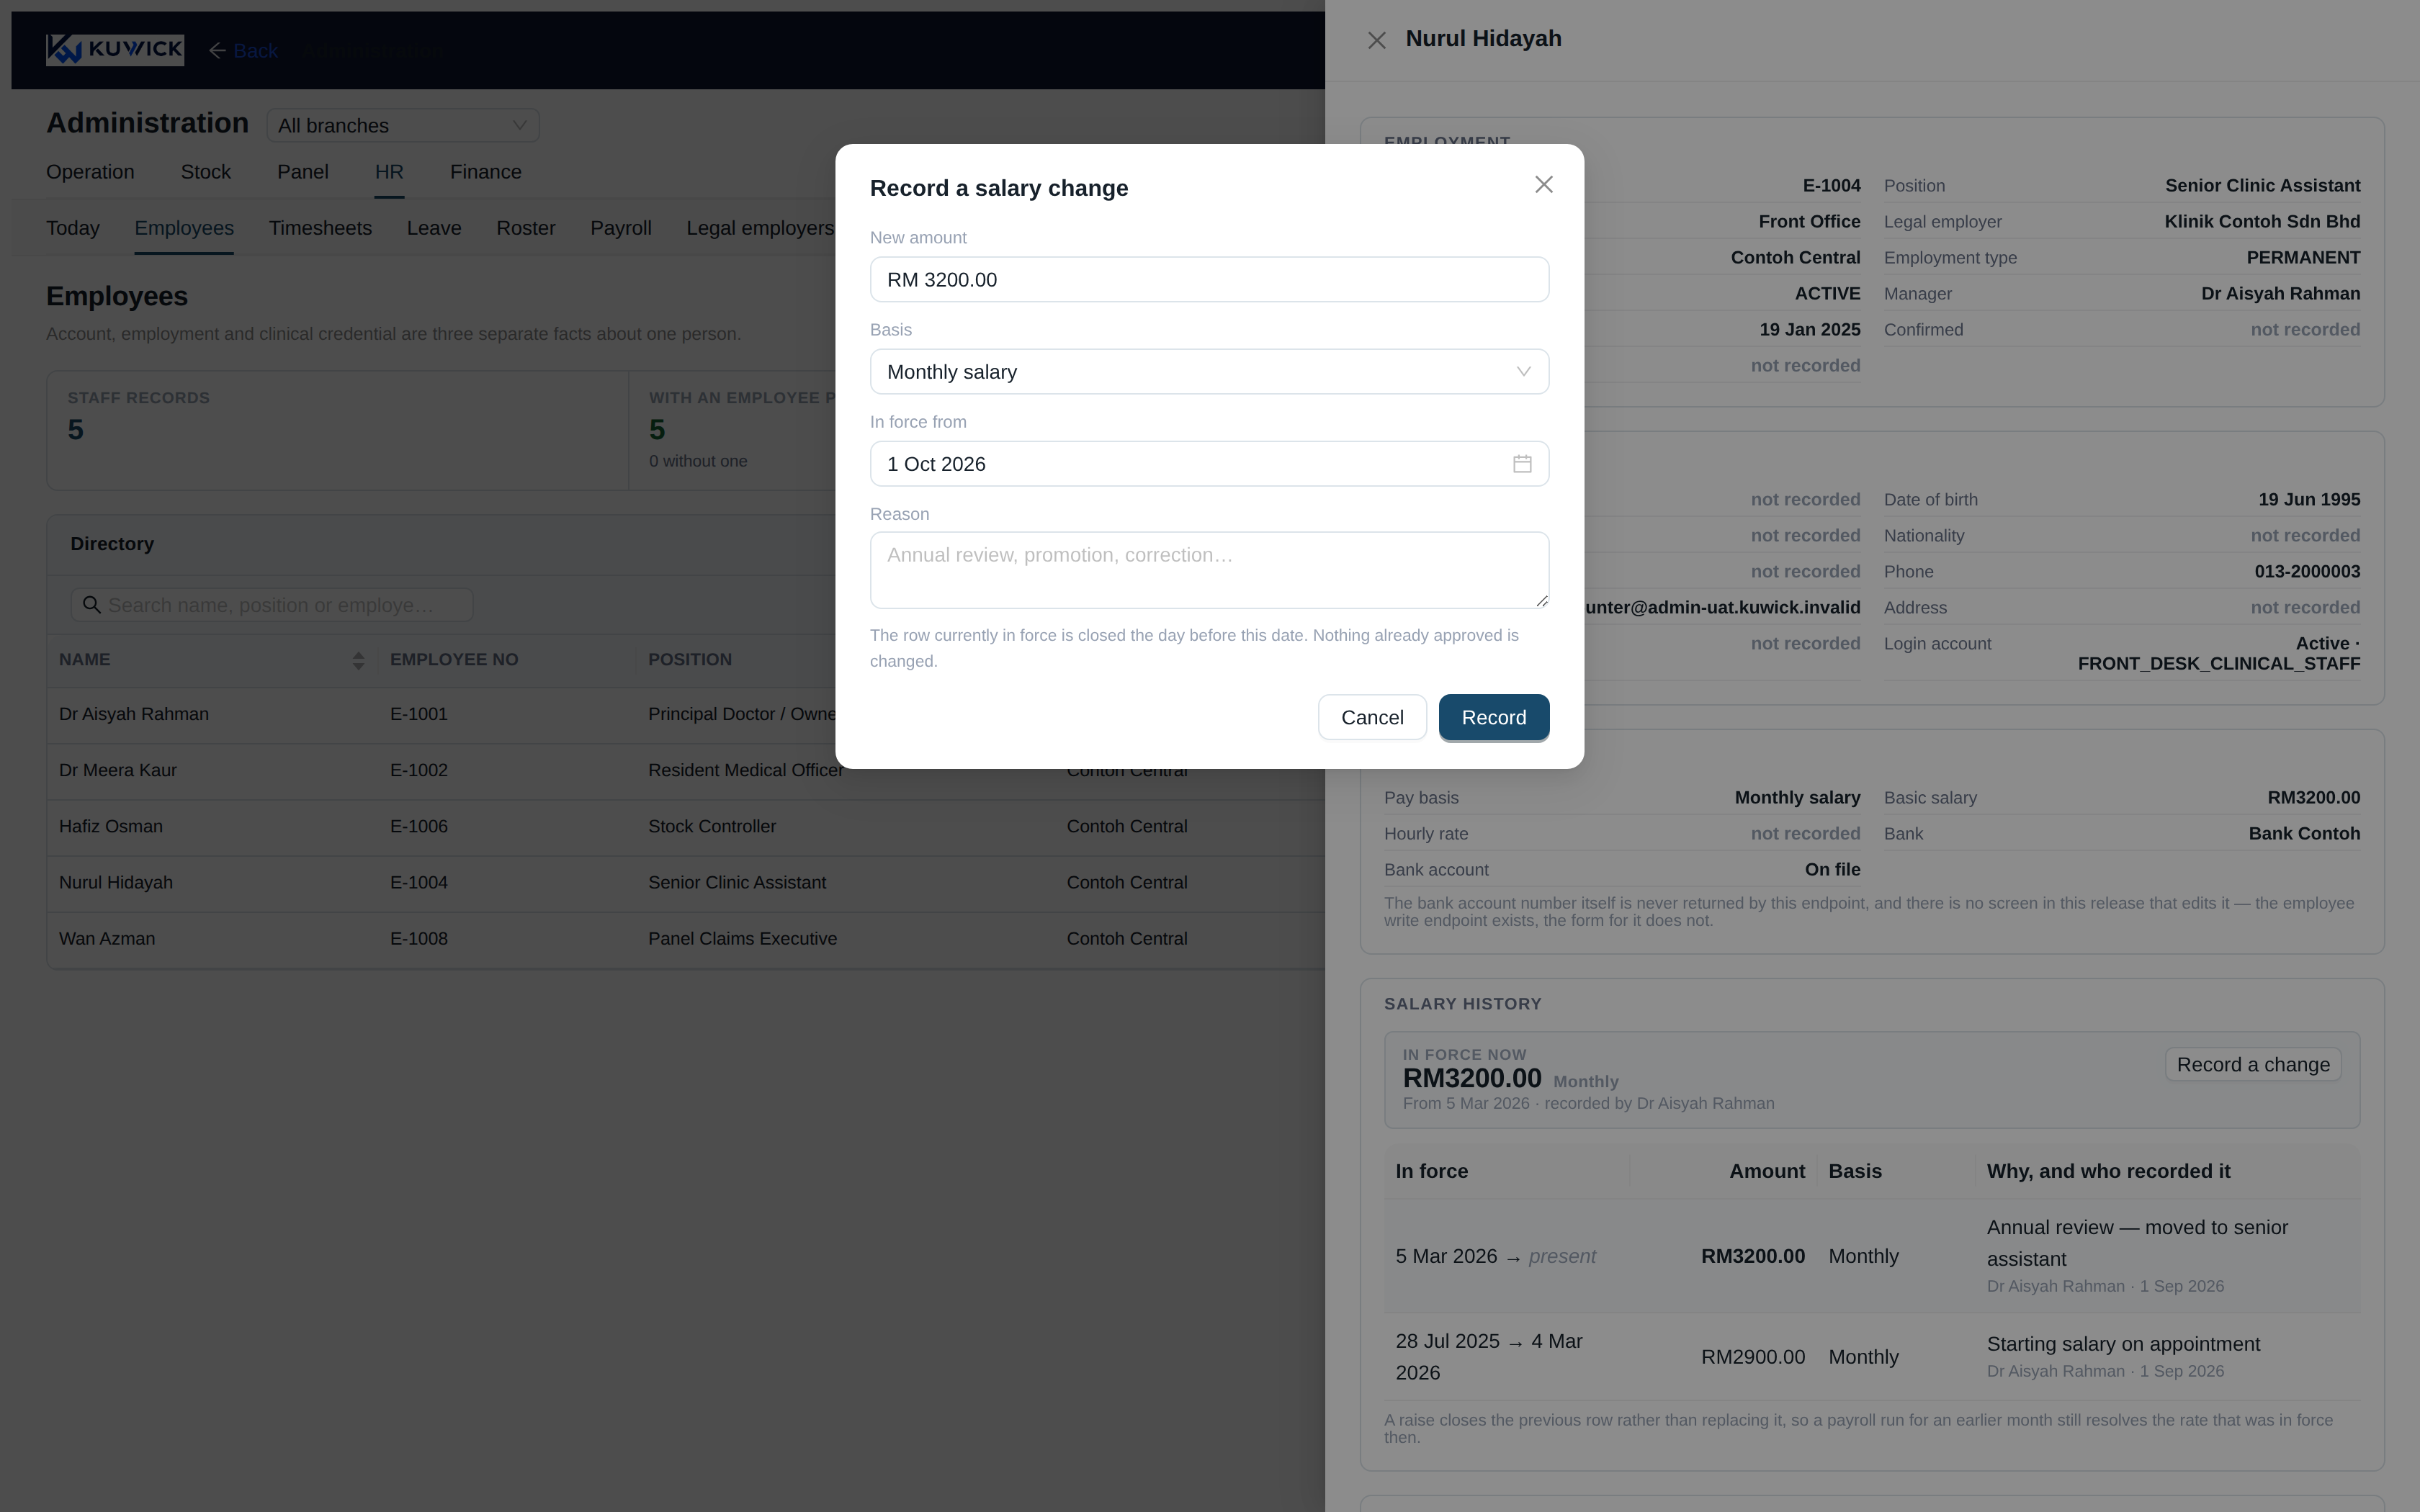 KUWICK
Back
Administration
All branches
Operation
Stock
Panel
HR
Finance
Today
Employees
Timesheets
Leave
Roster
Payroll
Legal employers
Employees
Account, employment and clinical credential are three separate facts about one person.
STAFF RECORDS
5
WITH AN EMPLOYEE P
5
0 without one
Directory
Search name, position or employe…
NAME
EMPLOYEE NO
POSITION
Dr Aisyah Rahman
E-1001
Principal Doctor / Owne
Dr Meera Kaur
E-1002
Resident Medical Officer
Contoh Central
Hafiz Osman
E-1006
Stock Controller
Contoh Central
Nurul Hidayah
E-1004
Senior Clinic Assistant
Contoh Central
Wan Azman
E-1008
Panel Claims Executive
Contoh Central
Record a salary change
New amount
RM 3200.00
Basis
Monthly salary
In force from
1 Oct 2026
Reason
Annual review, promotion, correction…
The row currently in force is closed the day before this date. Nothing already approved is
changed.
Cancel
Record
Nurul Hidayah
EMPLOYMENT
E-1004
Position
Senior Clinic Assistant
Front Office
Legal employer
Klinik Contoh Sdn Bhd
Contoh Central
Employment type
PERMANENT
ACTIVE
Manager
Dr Aisyah Rahman
19 Jan 2025
Confirmed
not recorded
not recorded
not recorded
Date of birth
19 Jun 1995
not recorded
Nationality
not recorded
not recorded
Phone
013-2000003
unter@admin-uat.kuwick.invalid
Address
not recorded
not recorded
Login account
Active ·
FRONT_DESK_CLINICAL_STAFF
Pay basis
Monthly salary
Basic salary
RM3200.00
Hourly rate
not recorded
Bank
Bank Contoh
Bank account
On file
The bank account number itself is never returned by this endpoint, and there is no screen in this release that edits it — the employee
write endpoint exists, the form for it does not.
SALARY HISTORY
IN FORCE NOW
RM3200.00 Monthly
From 5 Mar 2026 · recorded by Dr Aisyah Rahman
Record a change
In force
Amount
Basis
Why, and who recorded it
5 Mar 2026 → present
RM3200.00
Monthly
Annual review — moved to senior
assistant
Dr Aisyah Rahman · 1 Sep 2026
28 Jul 2025 → 4 Mar
2026
RM2900.00
Monthly
Starting salary on appointment
Dr Aisyah Rahman · 1 Sep 2026
A raise closes the previous row rather than replacing it, so a payroll run for an earlier month still resolves the rate that was in force
then.